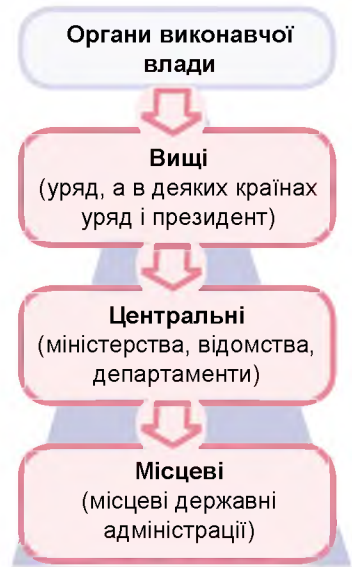 Органи виконавчої
влади
Вищі
(уряд, а в деяких країнах
уряд і президент)
Центральні
(міністерства, відомства,
департаменти)
Місцеві
(місцеві державні
адміністрації)